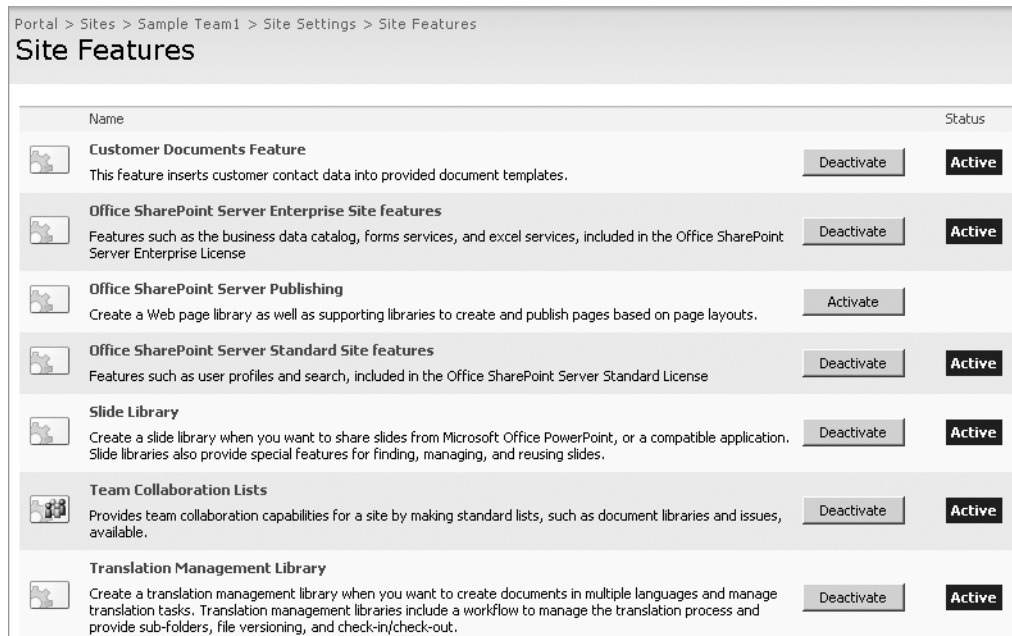 Portal > Sites > Sample Team1 > Site Settings > Site Features
Site Features
Name Status
Customer Documents Feature
This feature inserts customer contact data into provided document templates.
Deactivate Active
Office SharePoint Server Enterprise Site features
Features such as the business data catalog, forms services, and excel services, included in the Office SharePoint
Server Enterprise License
Deactivate Active
Office SharePoint Server Publishing
Create a Web page library as well as supporting libraries to create and publish pages based on page layouts.
Activate
Office SharePoint Server Standard Site features
Features such as user profiles and search, included in the Office SharePoint Server Standard License
Deactivate Active
Slide Library
Create a slide library when you want to share slides from Microsoft Office PowerPoint, or a compatible application.
Slide libraries also provide special features for finding, managing, and reusing slides.
Deactivate Active
Team Collaboration Lists
Provides team collaboration capabilities for a site by making standard lists, such as document libraries and issues,
available.
Deactivate Active
Translation Management Library
Create a translation management library when you want to create documents in multiple languages and manage
translation tasks. Translation management libraries include a workflow to manage the translation process and
provide sub-folders, file versioning, and check-in/check-out.
Deactivate Active